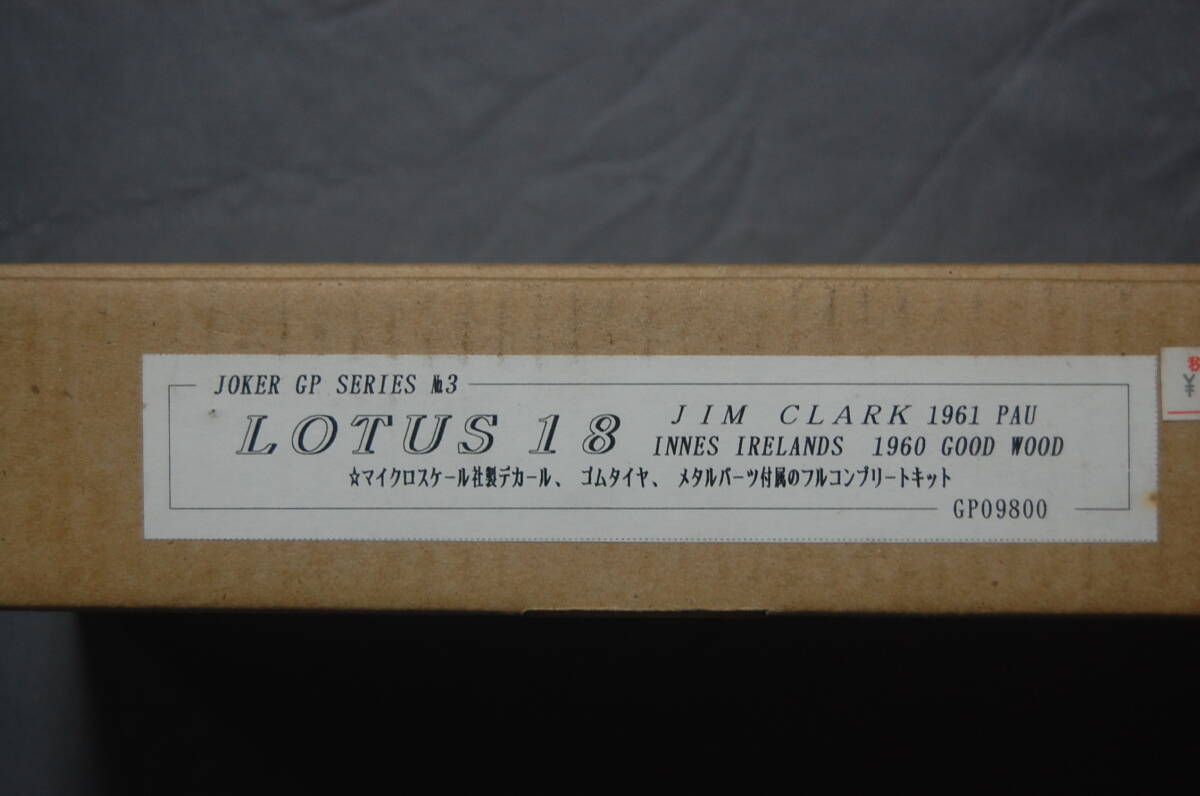 JOKER GP SERIES №3
LOTUS 18
JIM CLARK 1961 PAU
INNES IRELANDS 1960 GOOD WOOD
☆マイクロスケール社製デカール、ゴムタイヤ、メタルパーツ付属のフルコンプリートキット
GP09800
¥